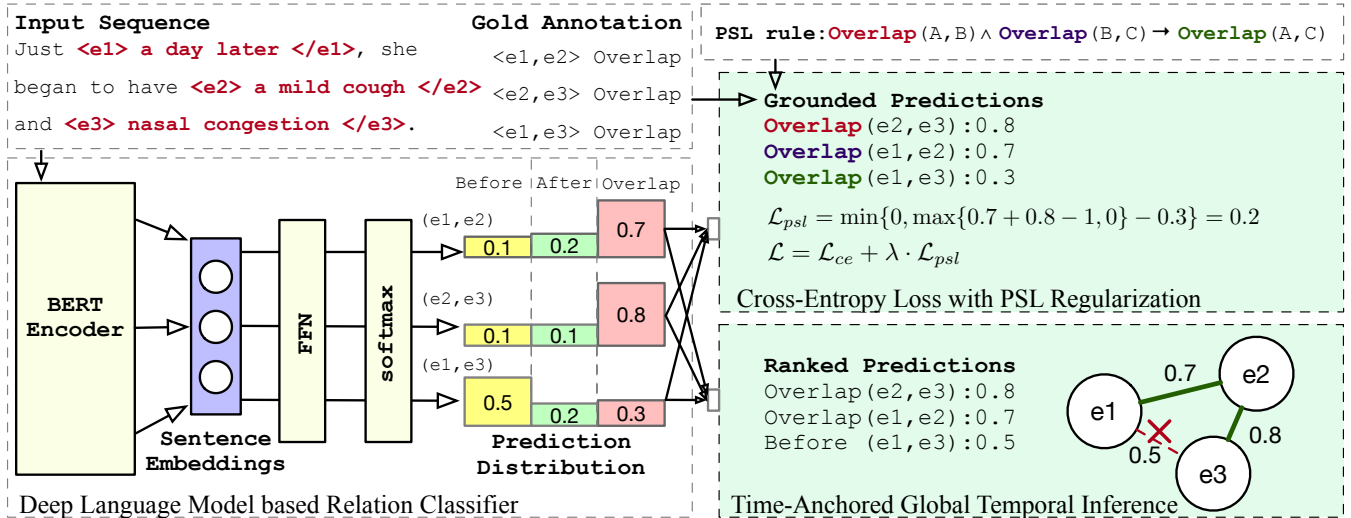 Input Sequence
Just <e1> a day later </e1>, she
began to have <e2> a mild cough </e2>
and <e3> nasal congestion </e3>.
Gold Annotation
<e1,e2> Overlap
<e2,e3> Overlap
<e1,e3> Overlap
PSL rule:Overlap(A,B)∧ Overlap(B,C)→ Overlap(A,C)
Grounded Predictions
Overlap(e2,e3):0.8
Overlap(e1,e2):0.7
Overlap(e1,e3):0.3
ℒ_psl = min{0, max{0.7 + 0.8 − 1, 0} − 0.3} = 0.2
ℒ = ℒ_ce + λ · ℒ_psl
Cross-Entropy Loss with PSL Regularization
BERT
Encoder
Sentence
Embeddings
FFN
softmax
Before
After
Overlap
(e1,e2)
0.1
0.2
0.7
(e2,e3)
0.1
0.1
0.8
(e1,e3)
0.5
0.2
0.3
Prediction
Distribution
Deep Language Model based Relation Classifier
Ranked Predictions
Overlap(e2,e3):0.8
Overlap(e1,e2):0.7
Before (e1,e3):0.5
e1
0.7
e2
0.8
0.5
e3
Time-Anchored Global Temporal Inference